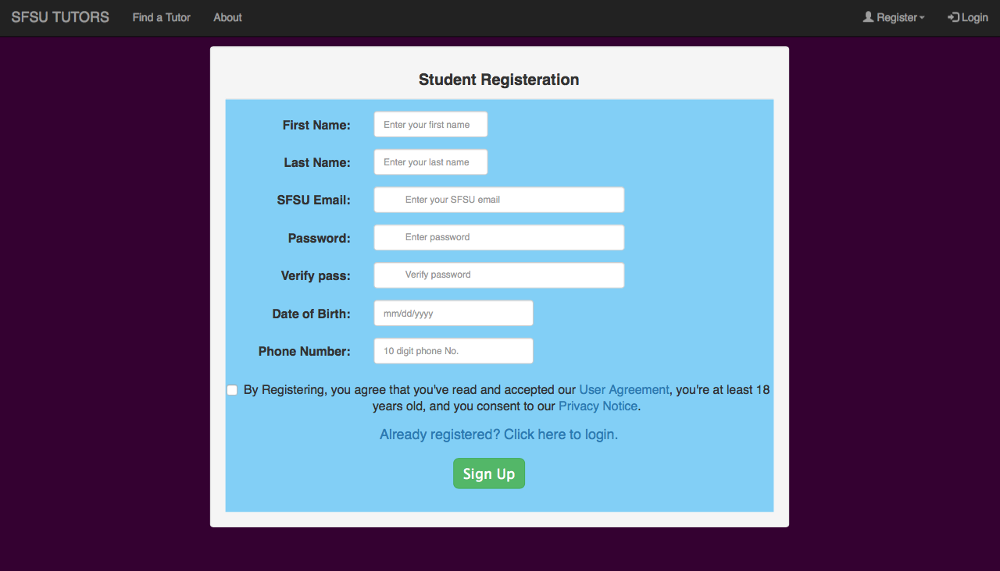 SFSU TUTORS Find a Tutor About Register Login
Student Registeration
First Name: Enter your first name
Last Name: Enter your last name
SFSU Email: Enter your SFSU email
Password: Enter password
Verify pass: Verify password
Date of Birth: mm/dd/yyyy
Phone Number: 10 digit phone No.
By Registering, you agree that you've read and accepted our User Agreement, you're at least 18
years old, and you consent to our Privacy Notice.
Already registered? Click here to login.
Sign Up